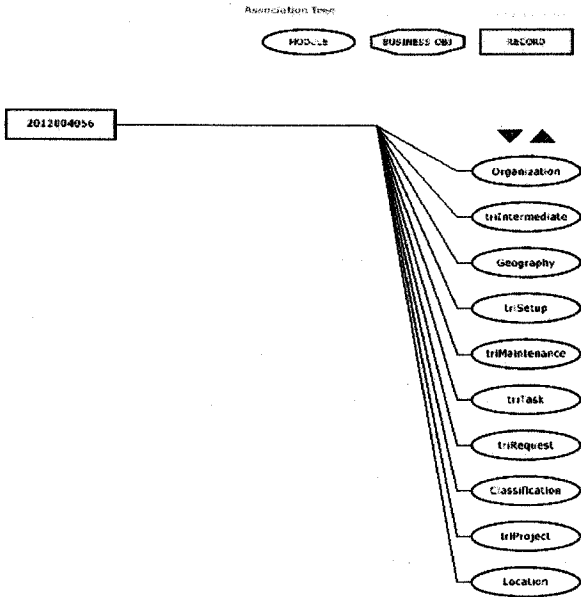 Association Tree
MODULE
BUSINESS OBJ
RECORD
2012004056
Organization
triIntermediate
Geography
triSetup
triMaintenance
triTask
triRequest
Classification
triProject
Location